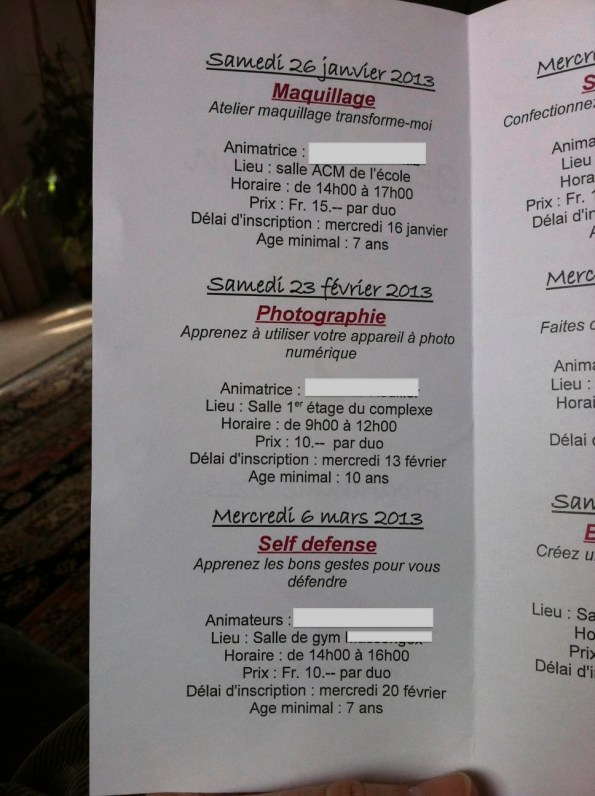 Samedi 26 janvier 2013
Maquillage
Atelier maquillage transforme-moi
Animatrice :
Lieu : salle ACM de l'école
Horaire : de 14h00 à 17h00
Prix : Fr. 15.-- par duo
Délai d'inscription : mercredi 16 janvier
Age minimal : 7 ans
Samedi 23 février 2013
Photographie
Apprenez à utiliser votre appareil à photo
numérique
Animatrice :
Lieu : Salle 1er étage du complexe
Horaire : de 9h00 à 12h00
Prix : 10.-- par duo
Délai d'inscription : mercredi 13 février
Age minimal : 10 ans
Mercredi 6 mars 2013
Self defense
Apprenez les bons gestes pour vous
défendre
Animateurs :
Lieu : Salle de gym
Horaire : de 14h00 à 16h00
Prix : Fr. 10.-- par duo
Délai d'inscription : mercredi 20 février
Age minimal : 7 ans
Mercre
S
Confectionnez
Anima
Lieu
Hora
Prix : Fr.
Délai d'in
A
Merc
Faites
Anima
Lieu :
Horai
Délai
Sam
Créez u
Lieu : Sa
Ho
Prix
Délai d'i